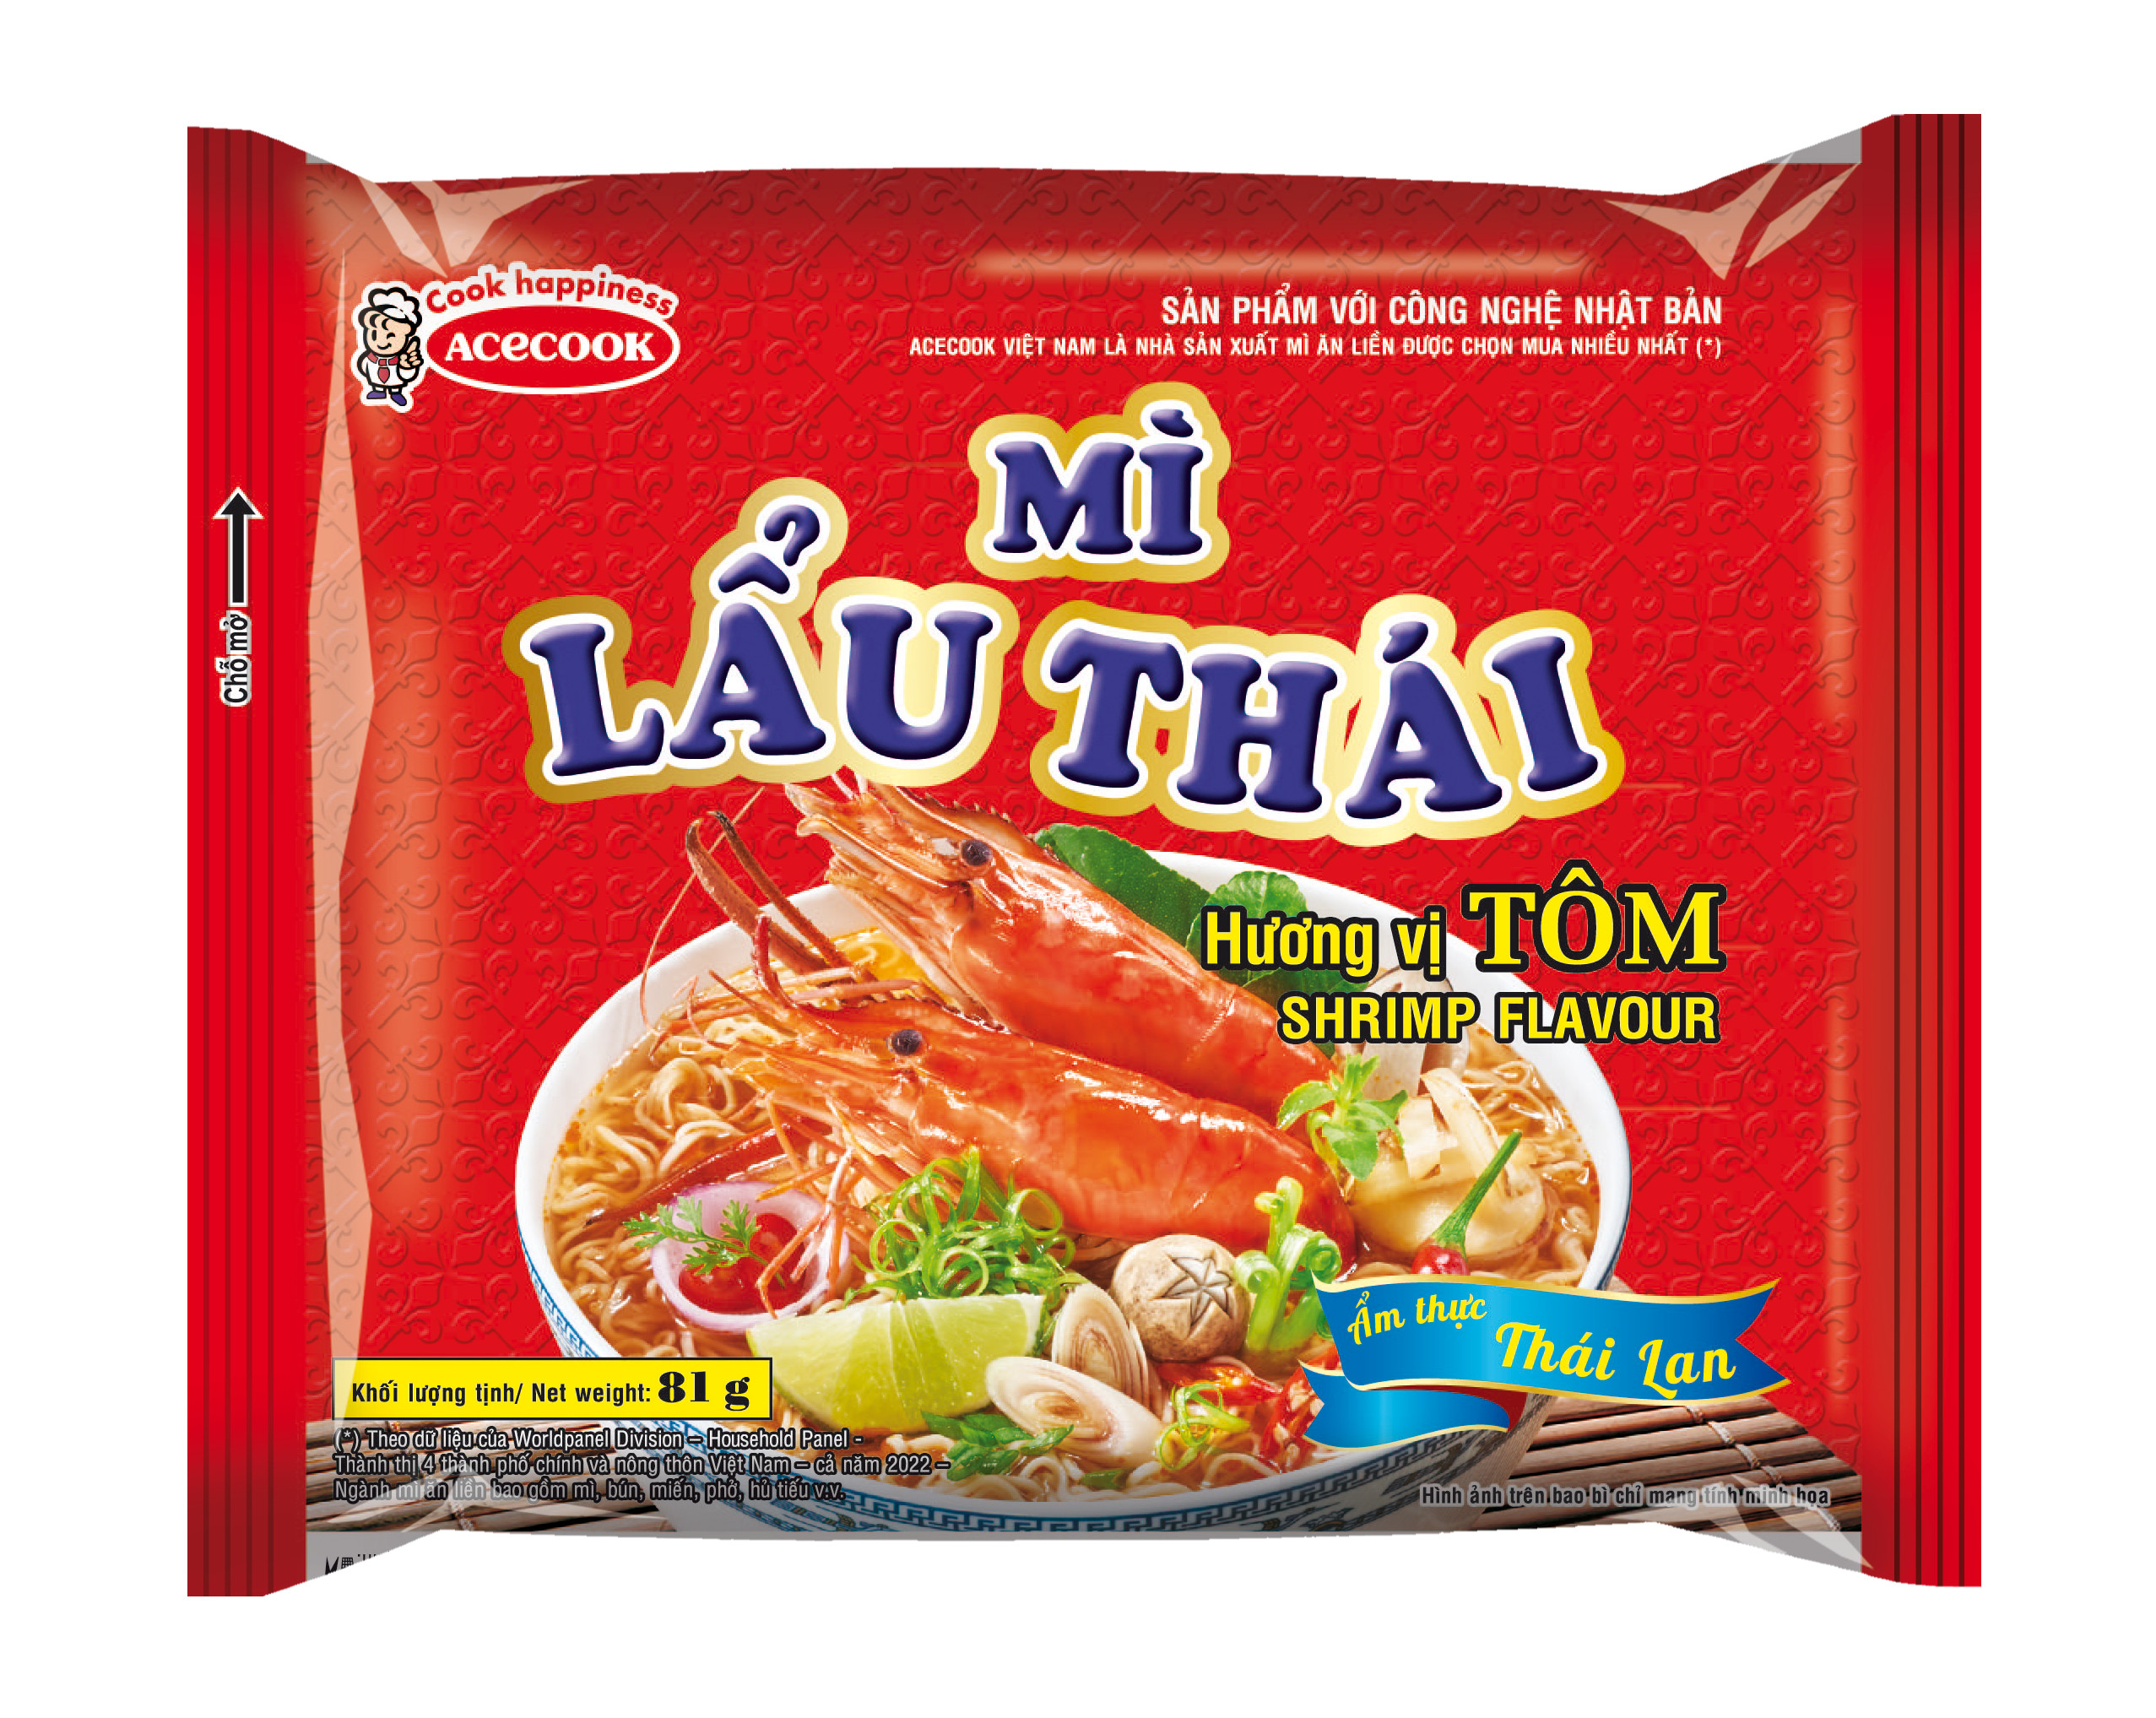 Cook happiness
ACECOOK
SẢN PHẨM VỚI CÔNG NGHỆ NHẬT BẢN
ACECOOK VIỆT NAM LÀ NHÀ SẢN XUẤT MÌ ĂN LIỀN ĐƯỢC CHỌN MUA NHIỀU NHẤT (*)
MÌ
LẨU THÁI
Chỗ mở
Hương vị TÔM
SHRIMP FLAVOUR
Ẩm thực
Thái Lan
Khối lượng tịnh/ Net weight: 81 g
(*) Theo dữ liệu của Worldpanel Division – Household Panel -
Thành thị 4 thành phố chính và nông thôn Việt Nam – cả năm 2022 –
Ngành mì ăn liền bao gồm mì, bún, miến, phở, hủ tiếu v.v.
Hình ảnh trên bao bì chỉ mang tính minh họa